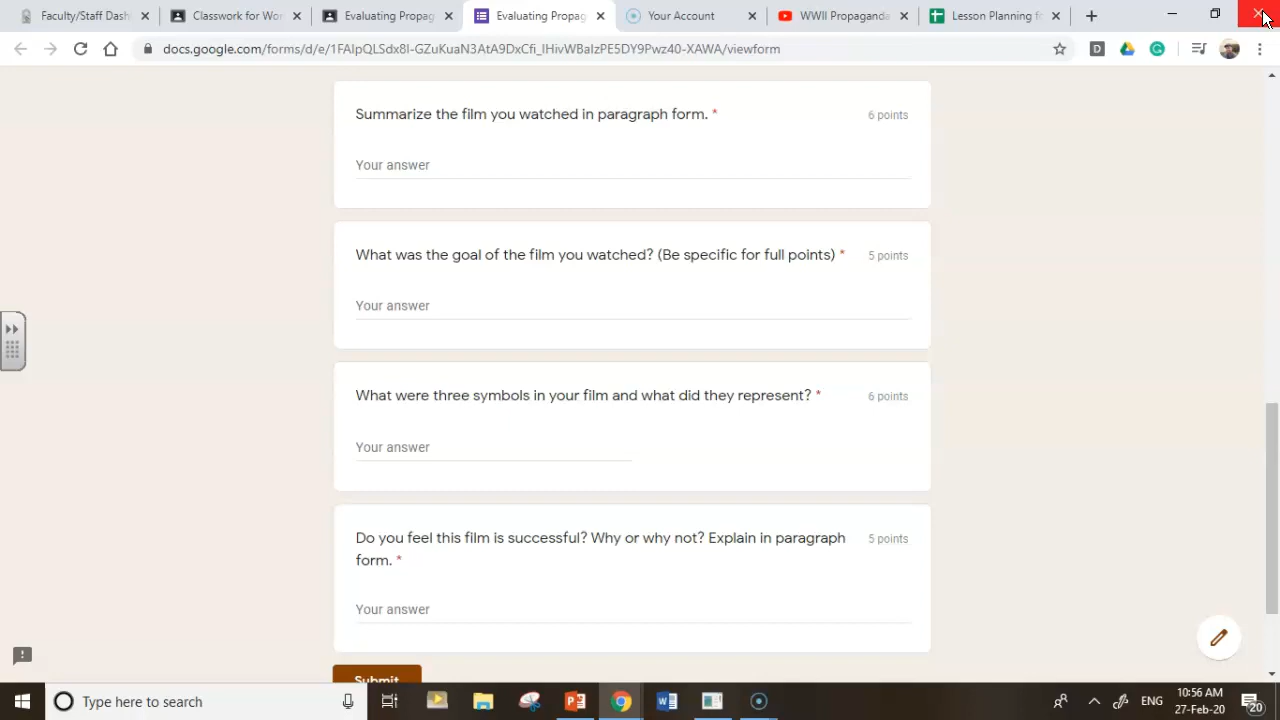 Faculty/Staff Dash
Classwork for Wor
Evaluating Propag
Evaluating Propag
Your Account
WWII Propaganda
Lesson Planning fo
docs.google.com/forms/d/e/1FAIpQLSdx8I-GZuKuaN3AtA9DxCfi_IHivWBaIzPE5DY9Pwz40-XAWA/viewform
D
Summarize the film you watched in paragraph form. *
6 points
Your answer
What was the goal of the film you watched? (Be specific for full points) *
5 points
Your answer
What were three symbols in your film and what did they represent? *
6 points
Your answer
Do you feel this film is successful? Why or why not? Explain in paragraph
form. *
5 points
Your answer
Submit
Type here to search
ENG
10:56 AM
27-Feb-20
20